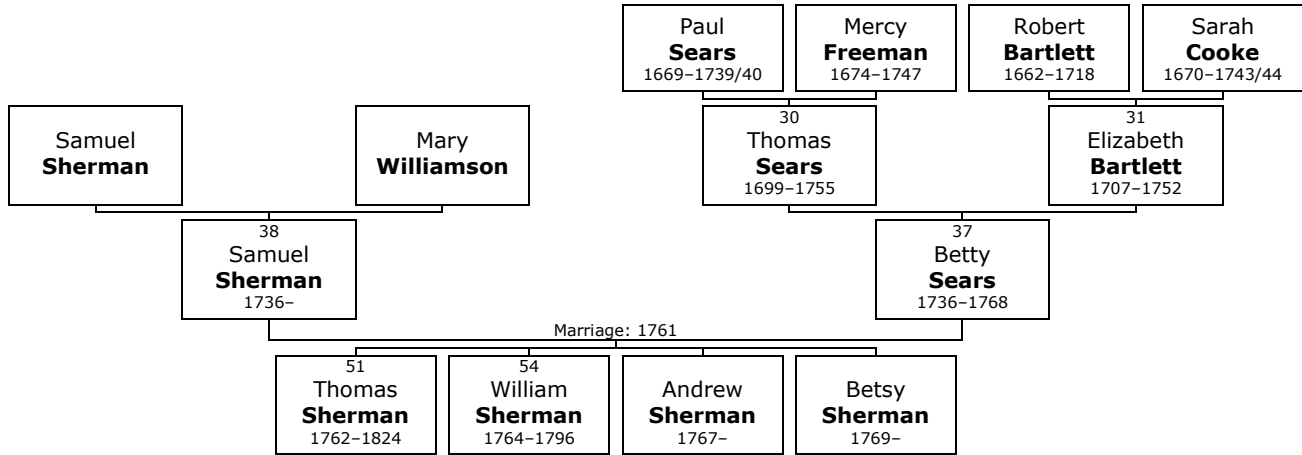 Paul
Sears
1669–1739/40
Mercy
Freeman
1674–1747
Robert
Bartlett
1662–1718
Sarah
Cooke
1670–1743/44
Samuel
Sherman
Mary
Williamson
30
Thomas
Sears
1699–1755
31
Elizabeth
Bartlett
1707–1752
38
Samuel
Sherman
1736–
37
Betty
Sears
1736–1768
Marriage: 1761
51
Thomas
Sherman
1762–1824
54
William
Sherman
1764–1796
Andrew
Sherman
1767–
Betsy
Sherman
1769–